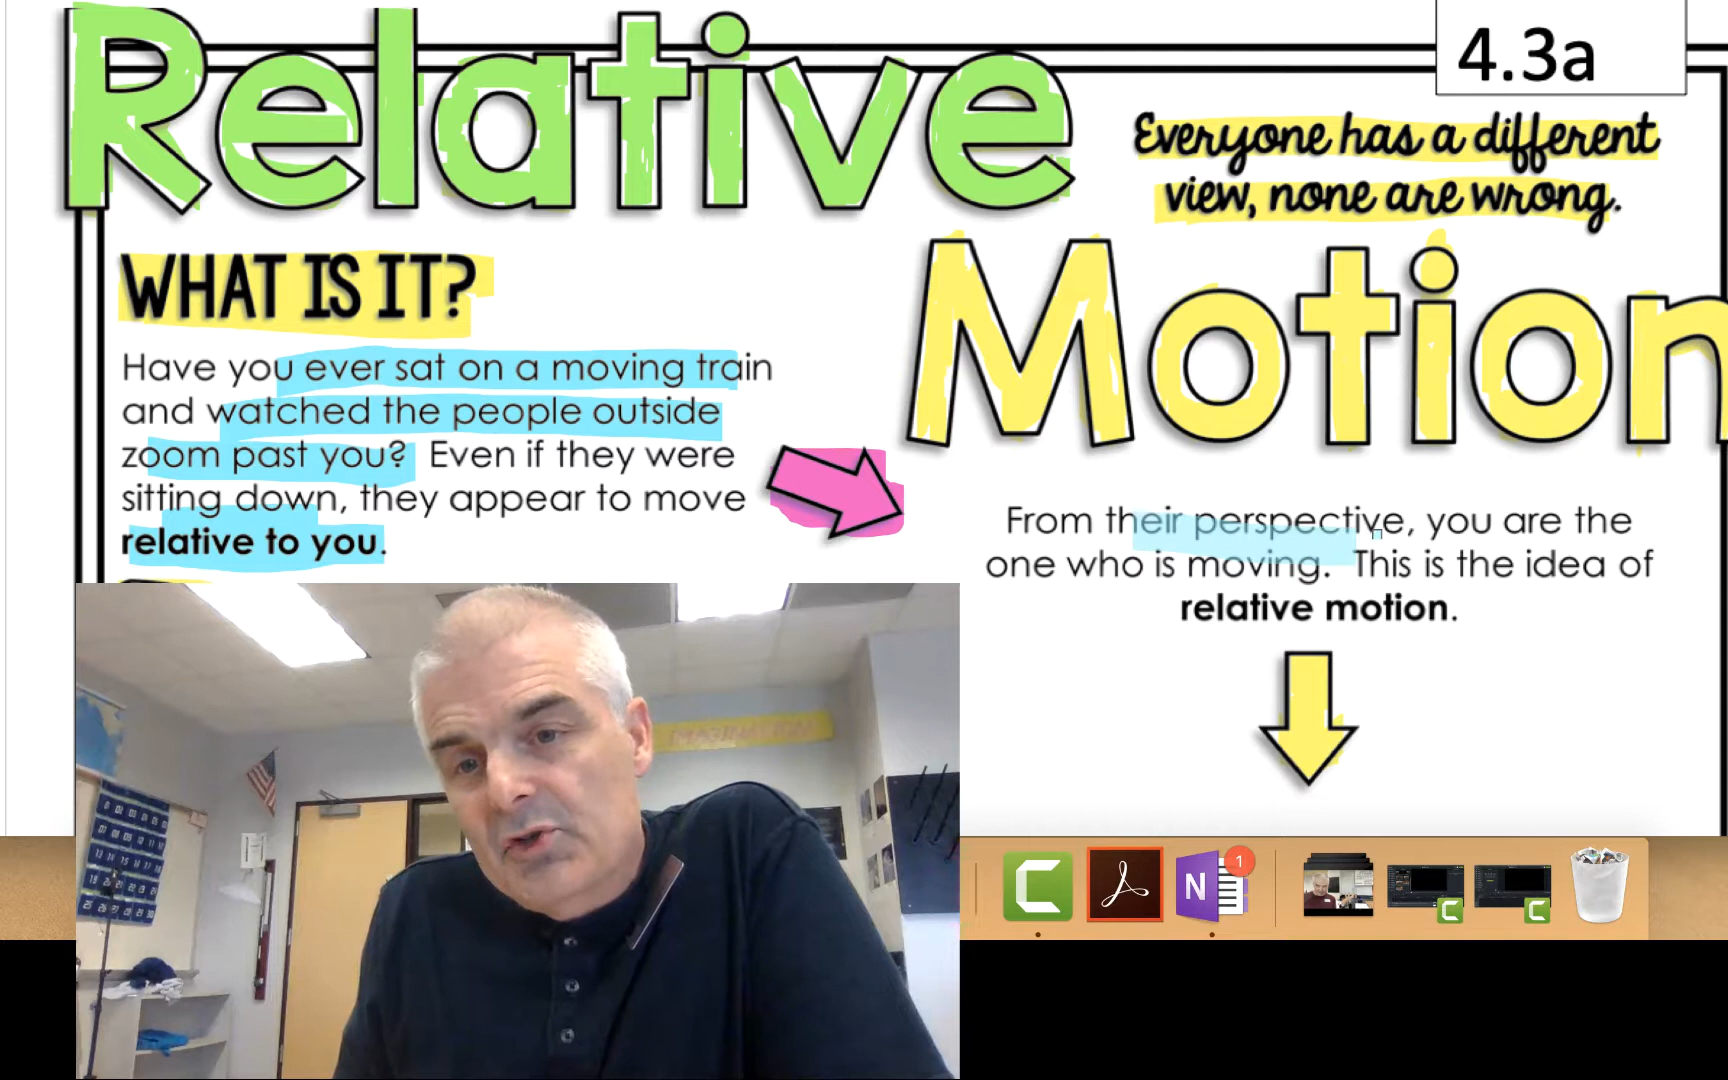 Relative
4.3a
Everyone has a different
view, none are wrong.
Motion
WHAT IS IT?
Have you ever sat on a moving train
and watched the people outside
zoom past you? Even if they were
sitting down, they appear to move
relative to you.
From their perspective, you are the
one who is moving. This is the idea of
relative motion.
IMAGINATION
N
1